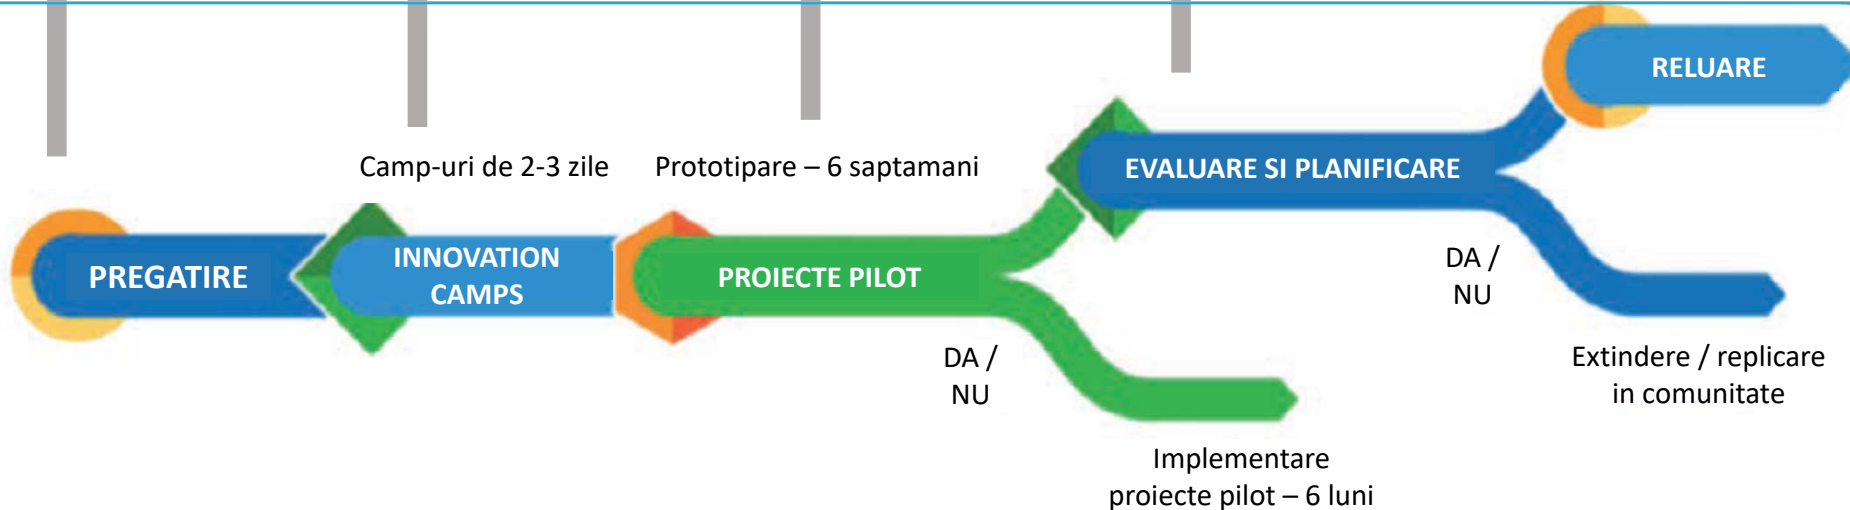 RELUARE
Camp-uri de 2-3 zile
Prototipare – 6 saptamani
EVALUARE SI PLANIFICARE
PREGATIRE
INNOVATION
CAMPS
PROIECTE PILOT
DA /
NU
DA /
NU
Extindere / replicare
in comunitate
Implementare
proiecte pilot – 6 luni